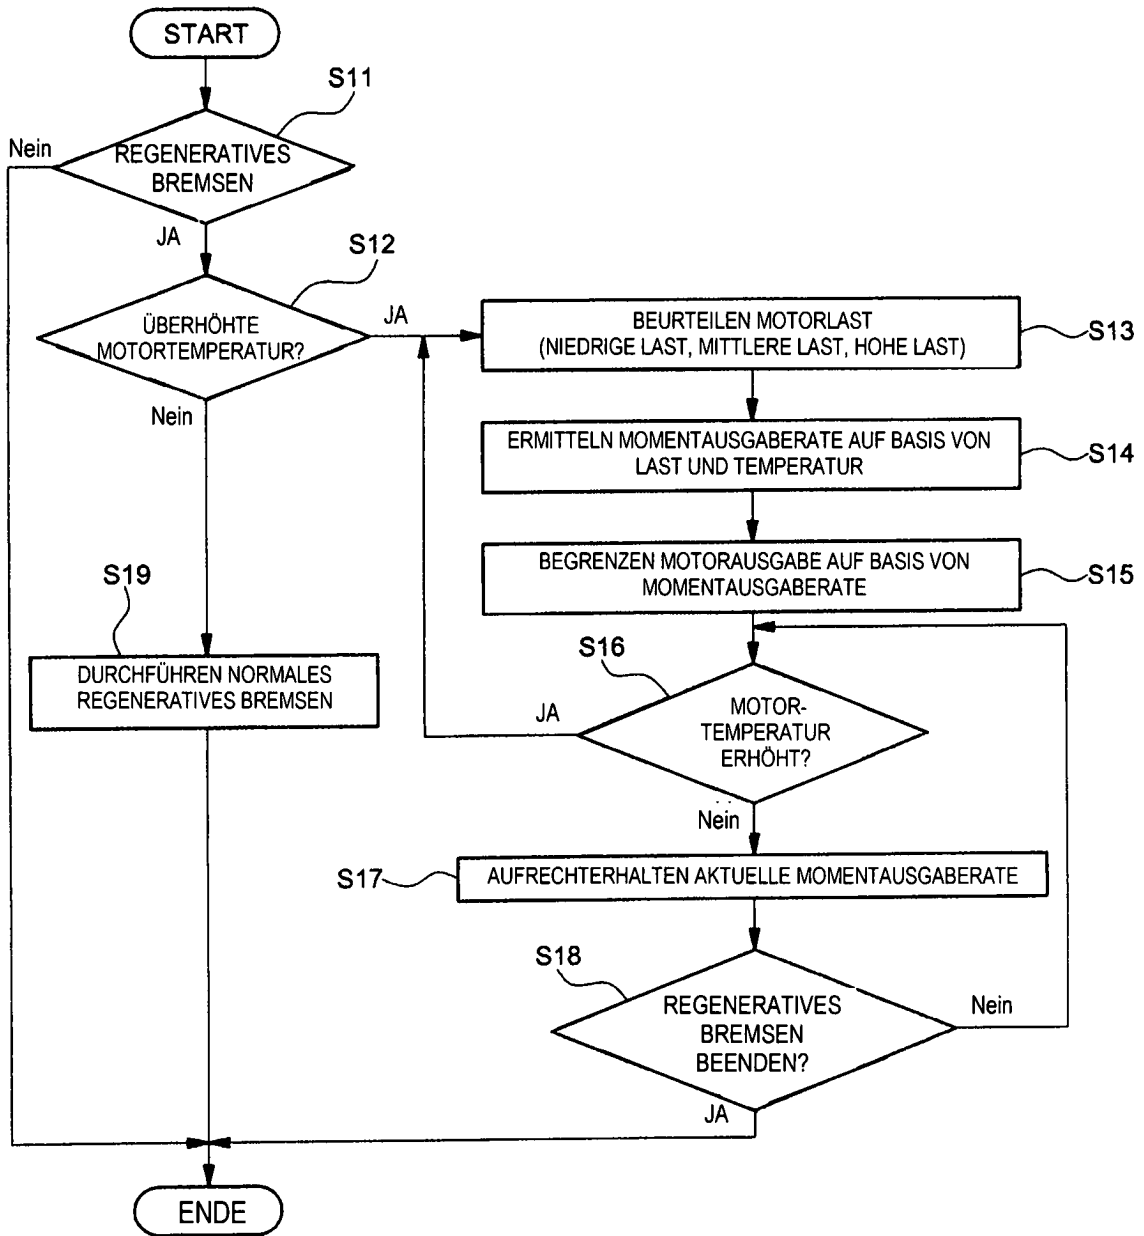 START
S11
Nein
REGENERATIVES
BREMSEN
JA
S12
ÜBERHÖHTE
MOTORTEMPERATUR?
JA
Nein
BEURTEILEN MOTORLAST
(NIEDRIGE LAST, MITTLERE LAST, HOHE LAST)
S13
ERMITTELN MOMENTAUSGABERATE AUF BASIS VON
LAST UND TEMPERATUR
S14
BEGRENZEN MOTORAUSGABE AUF BASIS VON
MOMENTAUSGABERATE
S15
S19
DURCHFÜHREN NORMALES
REGENERATIVES BREMSEN
S16
JA
MOTOR-
TEMPERATUR
ERHÖHT?
Nein
S17
AUFRECHTERHALTEN AKTUELLE MOMENTAUSGABERATE
S18
REGENERATIVES
BREMSEN
BEENDEN?
Nein
JA
ENDE